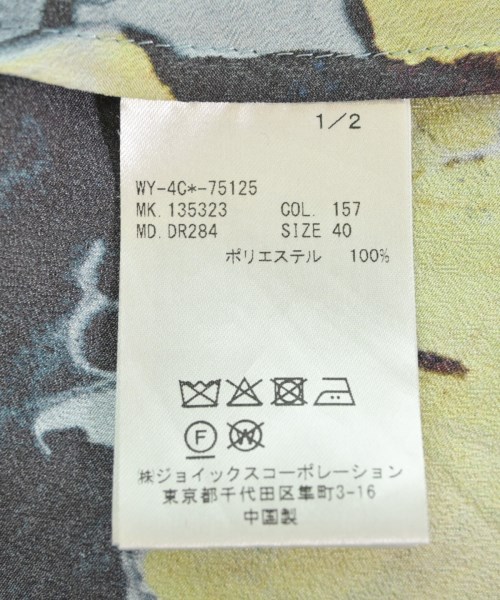 1/2
WY-4C*-75125
MK. 135323 COL. 157
MD. DR284 SIZE 40
ポリエステル 100%
F W
㈱ジョイックスコーポレーション
東京都千代田区隼町3-16
中国製